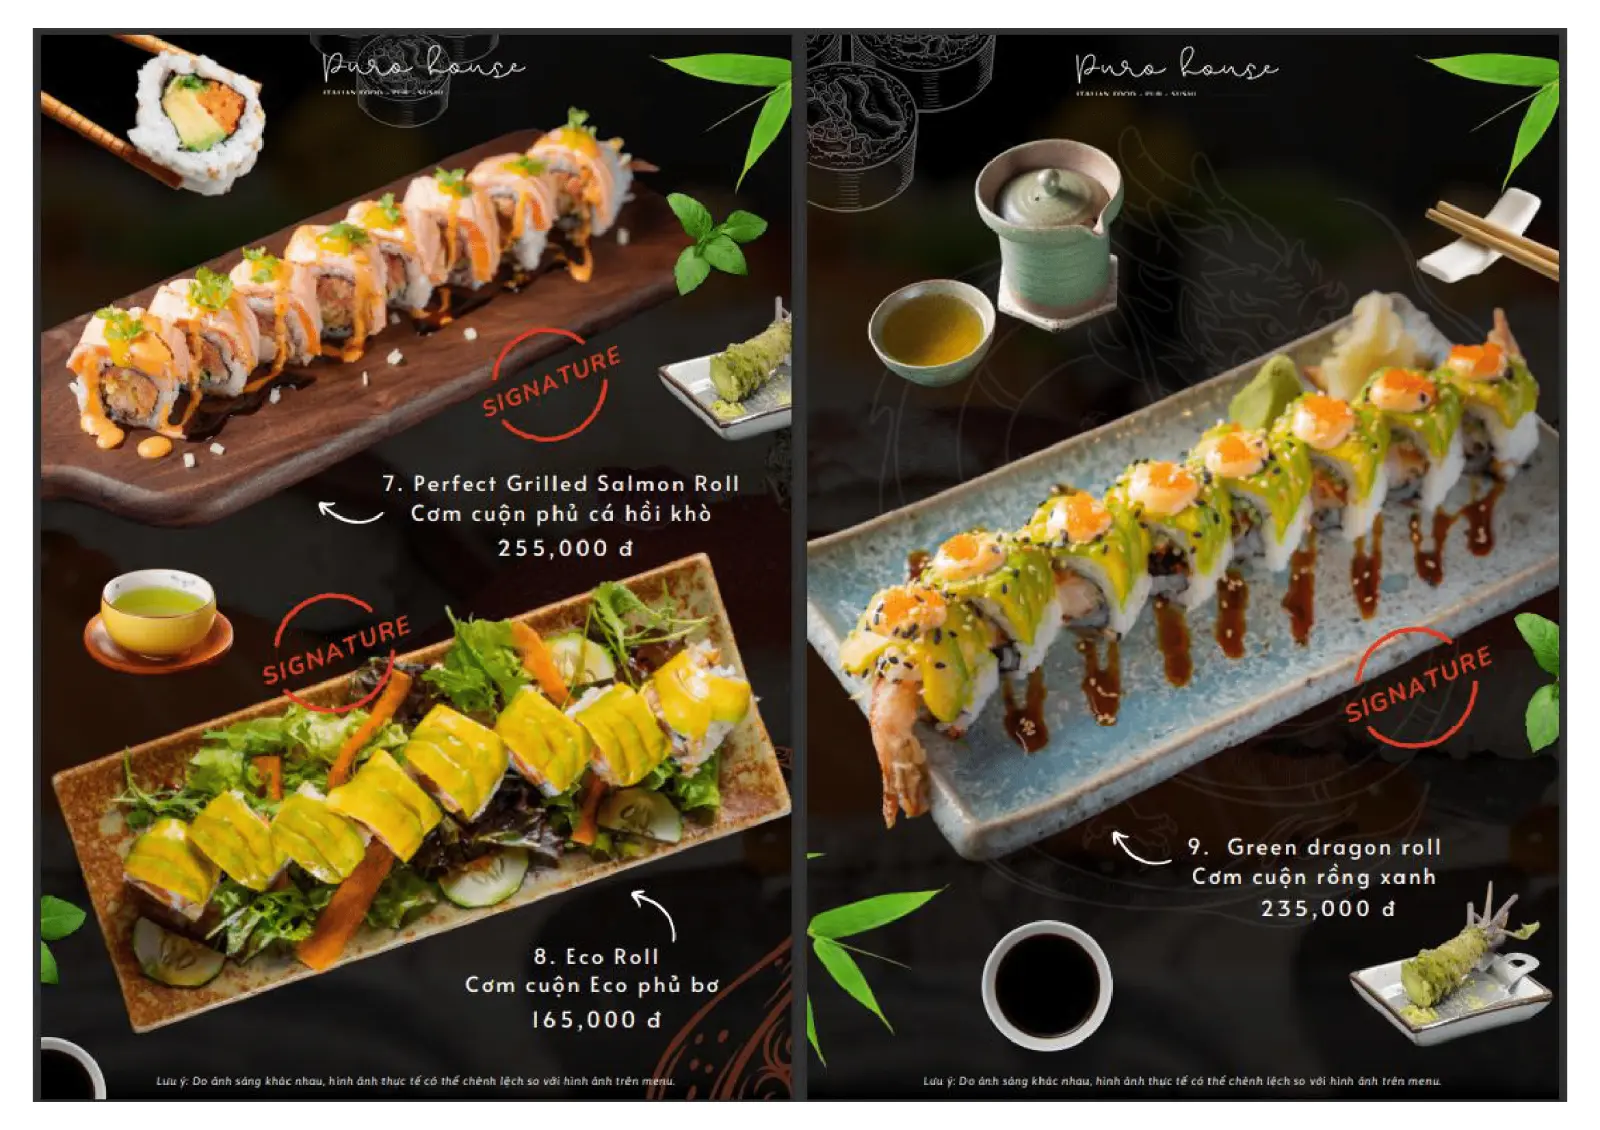 Puro house
ITALIAN FOOD - PUB - SUSHI
SIGNATURE
7. Perfect Grilled Salmon Roll
Cơm cuộn phủ cá hồi khò
255,000 đ
SIGNATURE
8. Eco Roll
Cơm cuộn Eco phủ bơ
165,000 đ
Lưu ý: Do ánh sáng khác nhau, hình ảnh thực tế có thể chênh lệch so với hình ảnh trên menu.
Puro house
ITALIAN FOOD - PUB - SUSHI
SIGNATURE
9. Green dragon roll
Cơm cuộn rồng xanh
235,000 đ
Lưu ý: Do ánh sáng khác nhau, hình ảnh thực tế có thể chênh lệch so với hình ảnh trên menu.